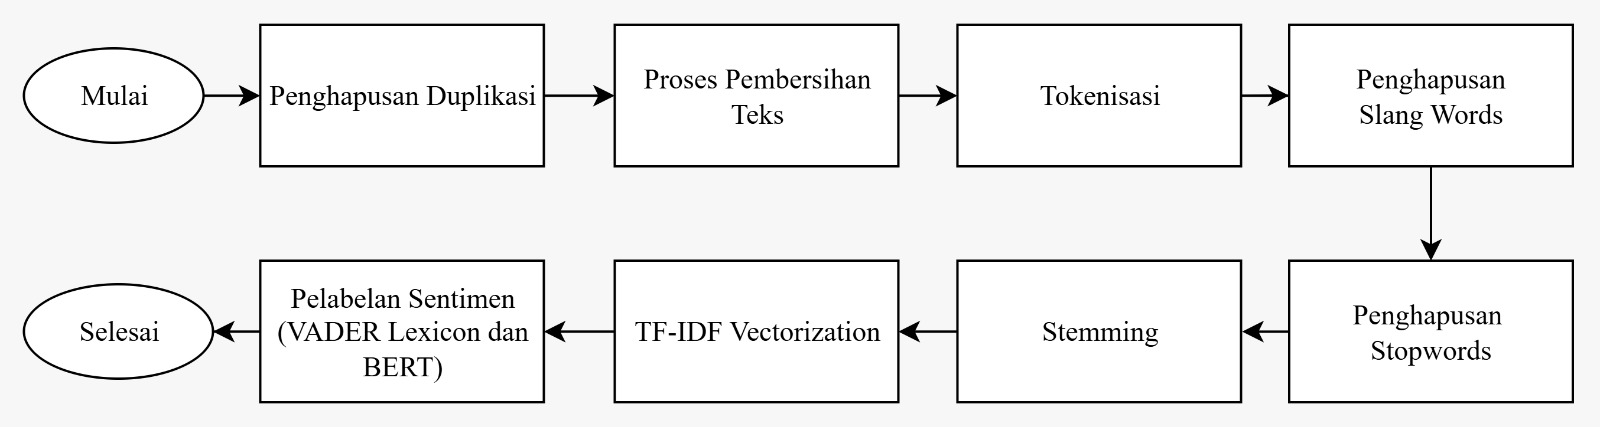 Mulai
Penghapusan Duplikasi
Proses Pembersihan
Teks
Tokenisasi
Penghapusan
Slang Words
Penghapusan
Stopwords
Stemming
TF-IDF Vectorization
Pelabelan Sentimen
(VADER Lexicon dan
BERT)
Selesai